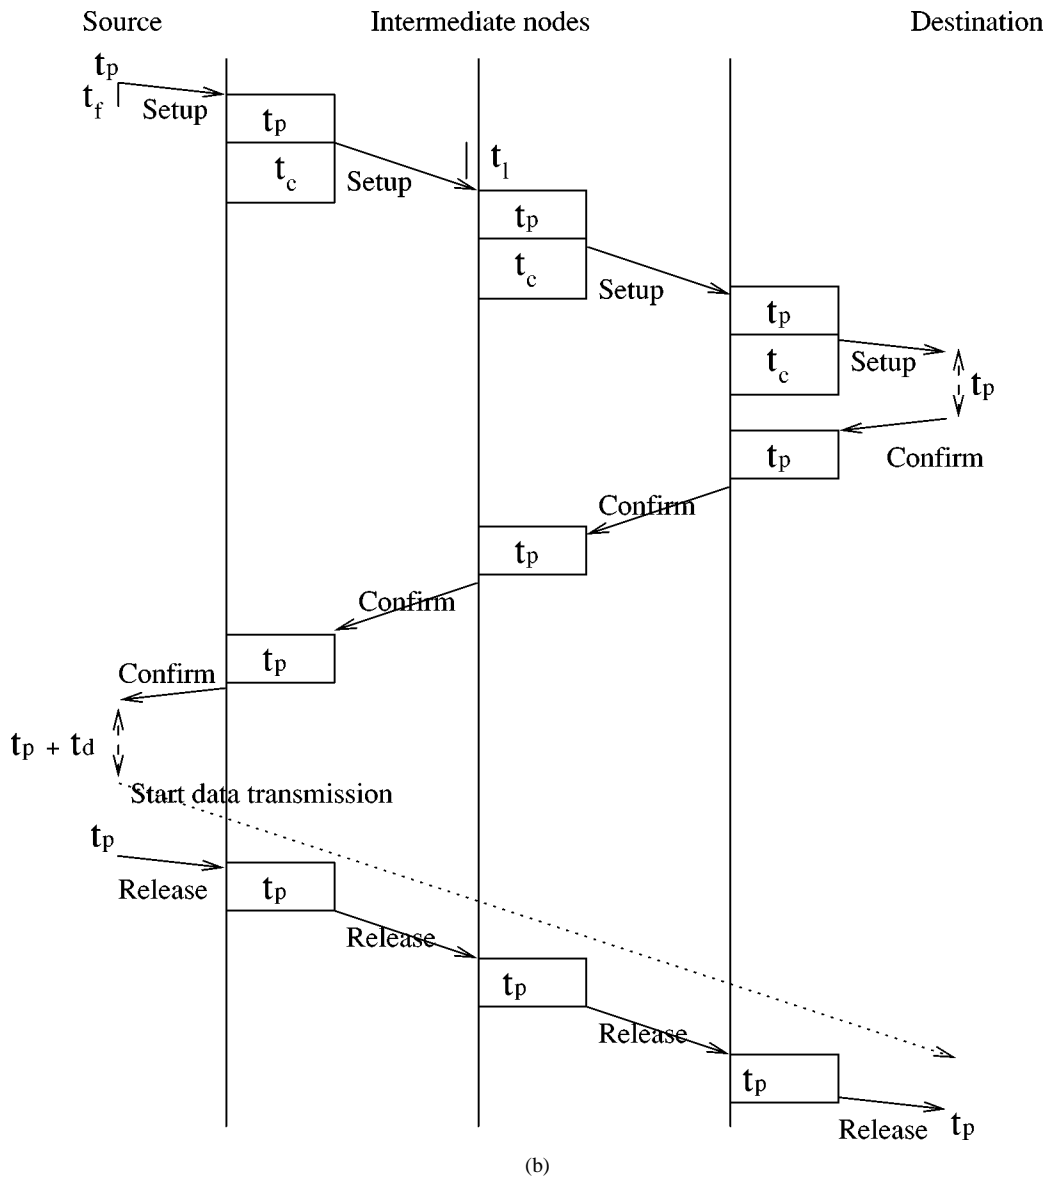 Source Intermediate nodes Destination
tp
tf
Setup
tp
tc
Setup
tl
tp
tc
Setup
tp
tc
Setup
tp
Confirm
tp
Confirm
tp
Confirm
tp
Confirm
tp + td
Start data transmission
tp
Release
tp
Release
tp
Release
tp
Release
tp
(b)